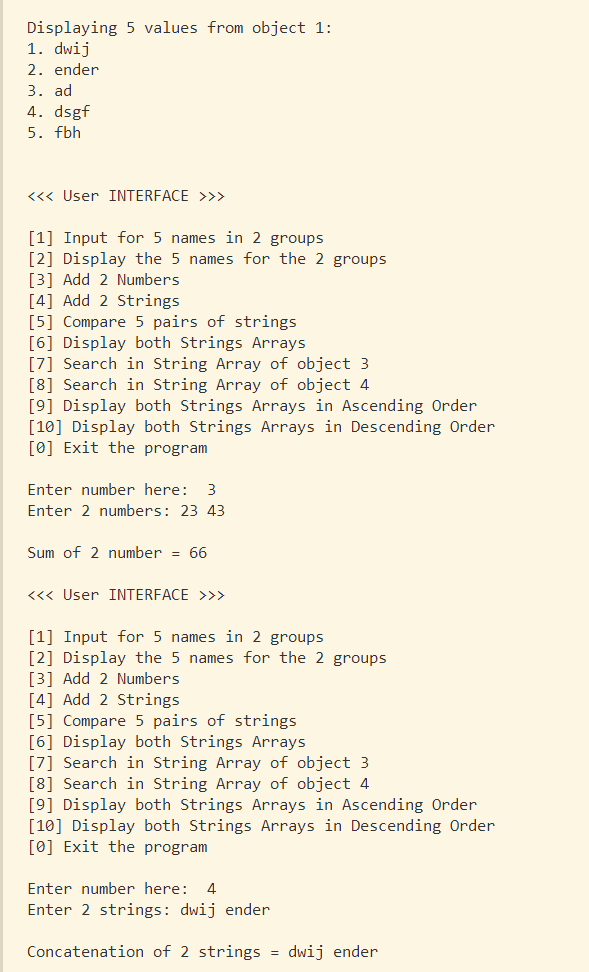 Displaying 5 values from object 1:
1. dwij
2. ender
3. ad
4. dsgf
5. fbh
<<< User INTERFACE >>>
[1] Input for 5 names in 2 groups
[2] Display the 5 names for the 2 groups
[3] Add 2 Numbers
[4] Add 2 Strings
[5] Compare 5 pairs of strings
[6] Display both Strings Arrays
[7] Search in String Array of object 3
[8] Search in String Array of object 4
[9] Display both Strings Arrays in Ascending Order
[10] Display both Strings Arrays in Descending Order
[0] Exit the program
Enter number here:  3
Enter 2 numbers: 23 43
Sum of 2 number = 66
<<< User INTERFACE >>>
[1] Input for 5 names in 2 groups
[2] Display the 5 names for the 2 groups
[3] Add 2 Numbers
[4] Add 2 Strings
[5] Compare 5 pairs of strings
[6] Display both Strings Arrays
[7] Search in String Array of object 3
[8] Search in String Array of object 4
[9] Display both Strings Arrays in Ascending Order
[10] Display both Strings Arrays in Descending Order
[0] Exit the program
Enter number here:  4
Enter 2 strings: dwij ender
Concatenation of 2 strings = dwij ender